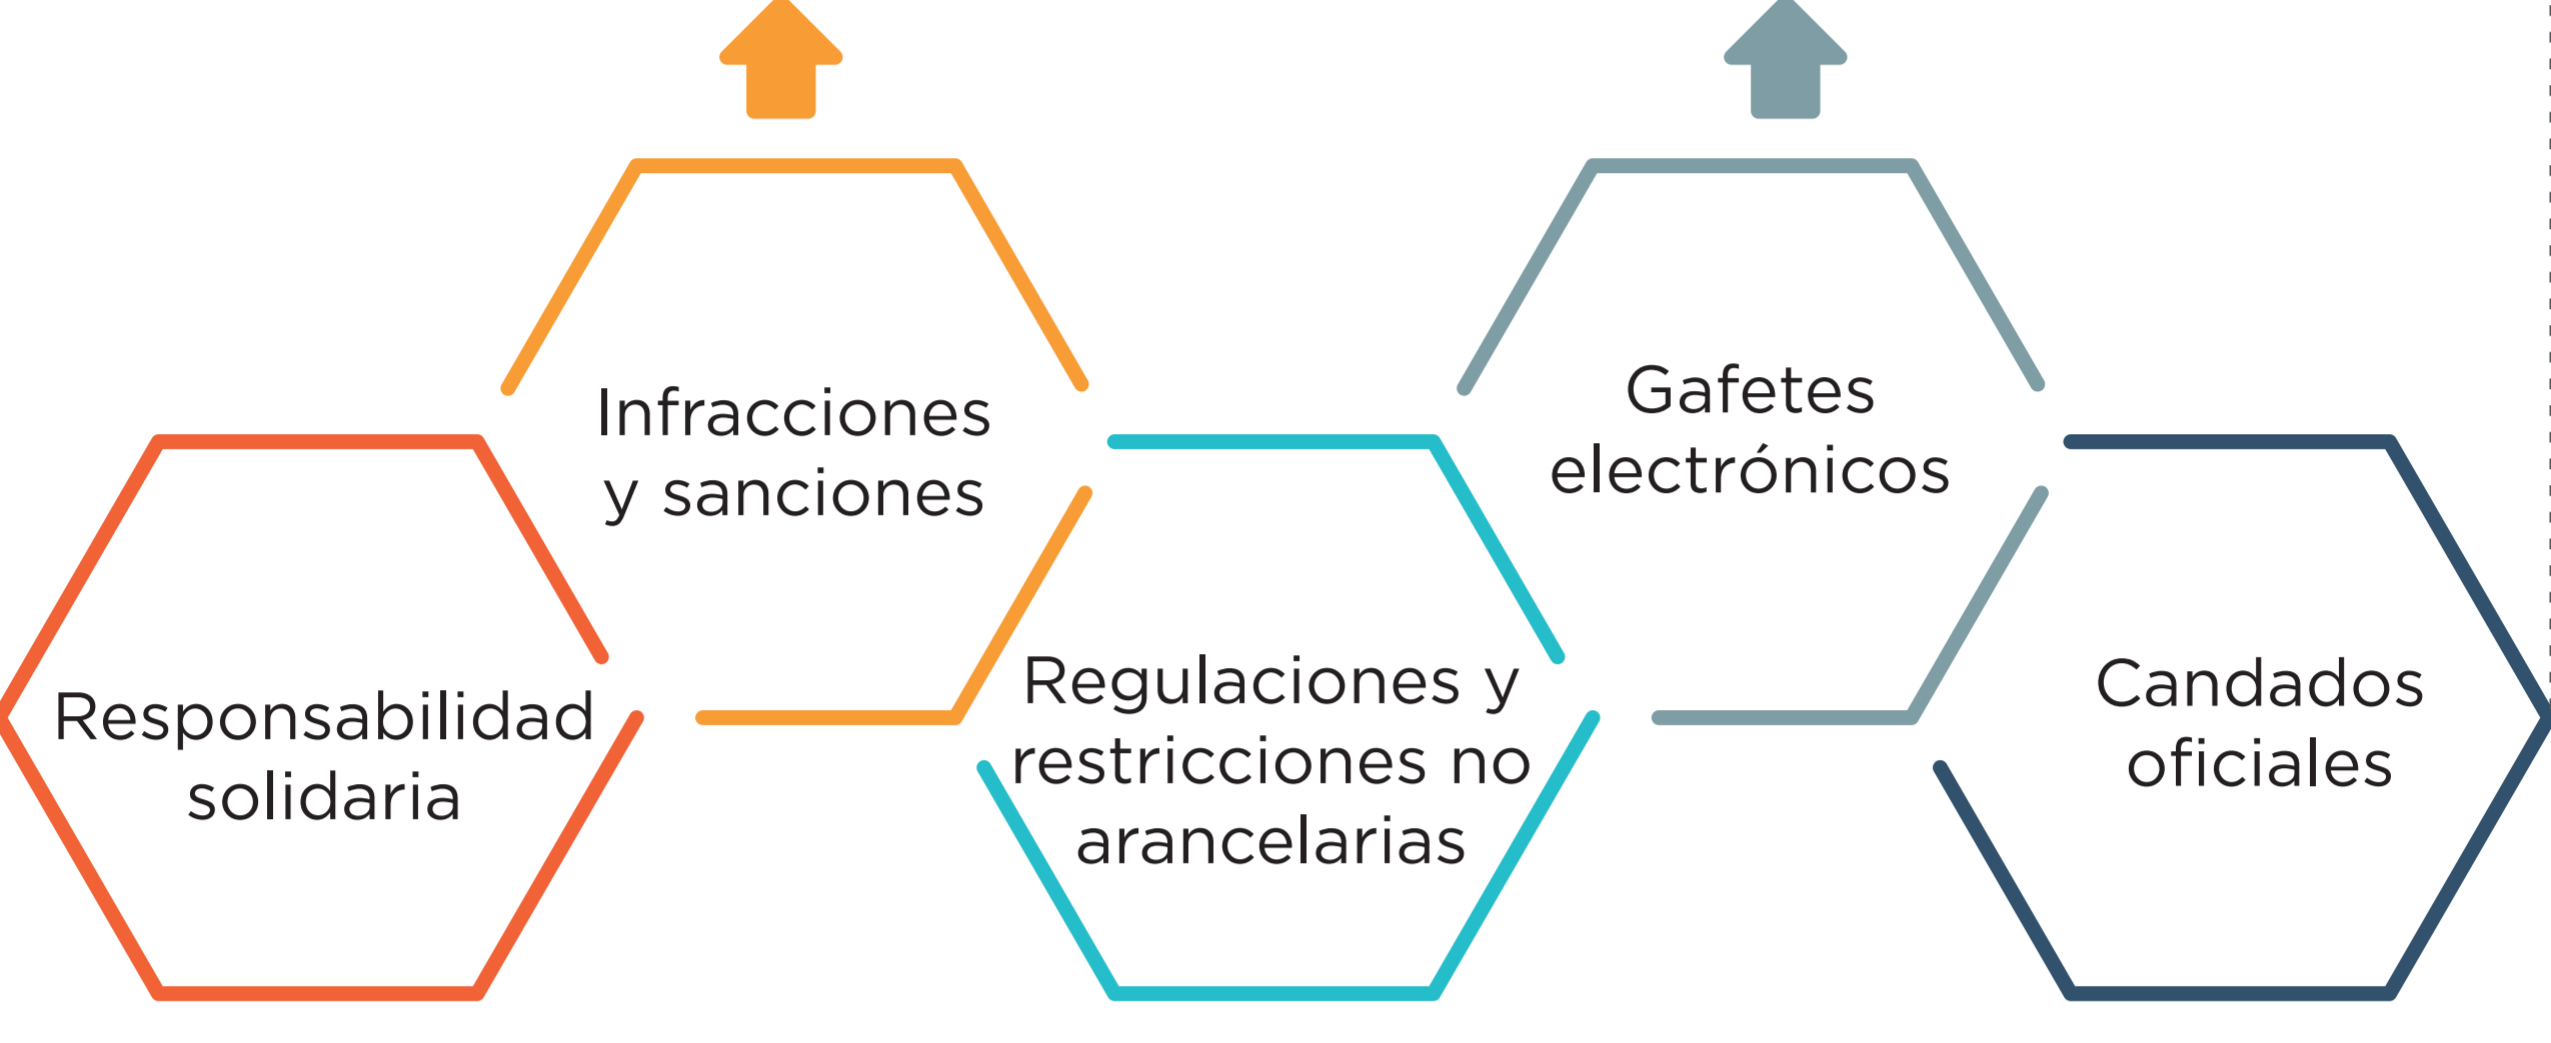 Responsabilidad
solidaria
Infracciones
y sanciones
Regulaciones y
restricciones no
arancelarias
Gafetes
electrónicos
Candados
oficiales